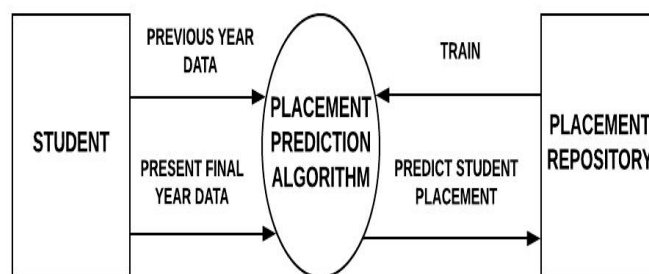 PREVIOUS YEAR
DATA
TRAIN
STUDENT
PLACEMENT
PREDICTION
ALGORITHM
PLACEMENT
REPOSITORY
PRESENT FINAL
YEAR DATA
PREDICT STUDENT
PLACEMENT